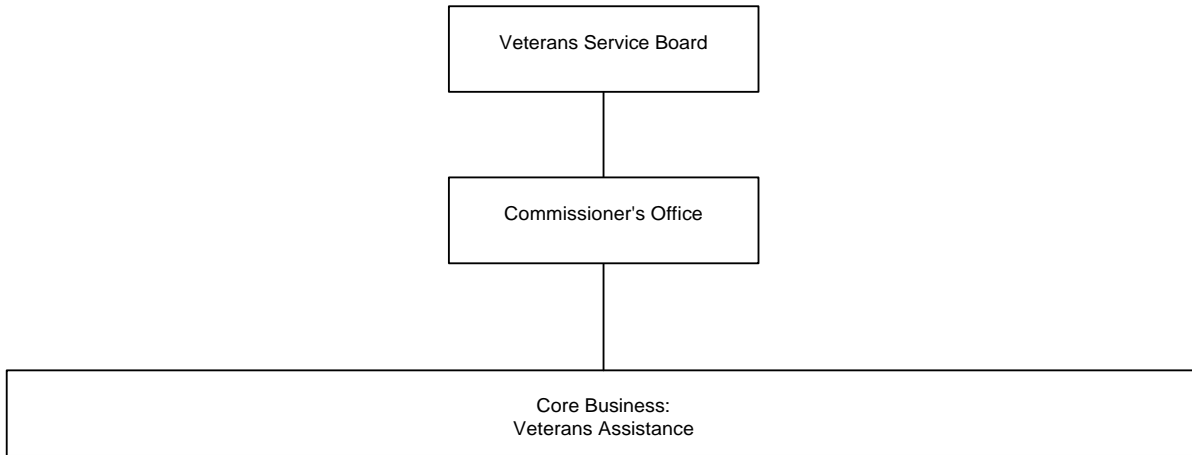 Veterans Service Board
Commissioner's Office
Core Business:
Veterans Assistance